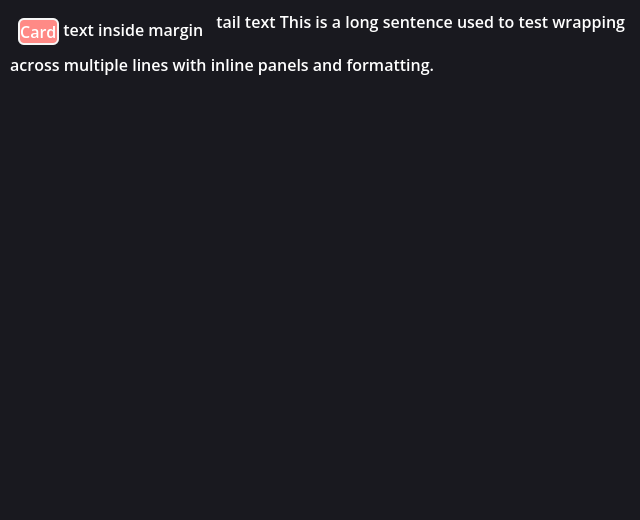 Card text inside margin tail text This is a long sentence used to test wrapping
across multiple lines with inline panels and formatting.